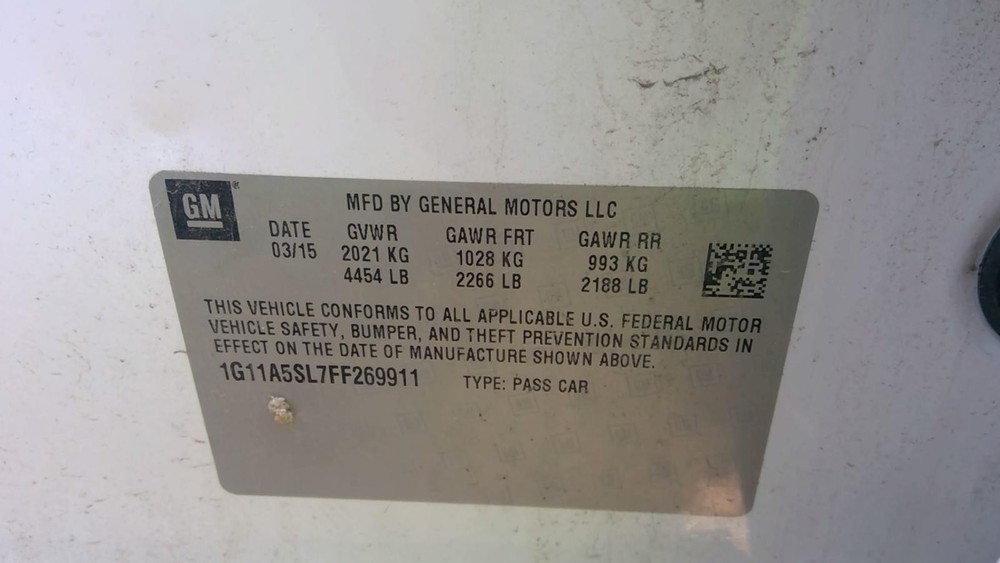 GM
MFD BY GENERAL MOTORS LLC
DATE GVWR GAWR FRT GAWR RR
03/15 2021 KG 1028 KG 993 KG
4454 LB 2266 LB 2188 LB
THIS VEHICLE CONFORMS TO ALL APPLICABLE U.S. FEDERAL MOTOR
VEHICLE SAFETY, BUMPER, AND THEFT PREVENTION STANDARDS IN
EFFECT ON THE DATE OF MANUFACTURE SHOWN ABOVE.
1G11A5SL7FF269911 TYPE: PASS CAR